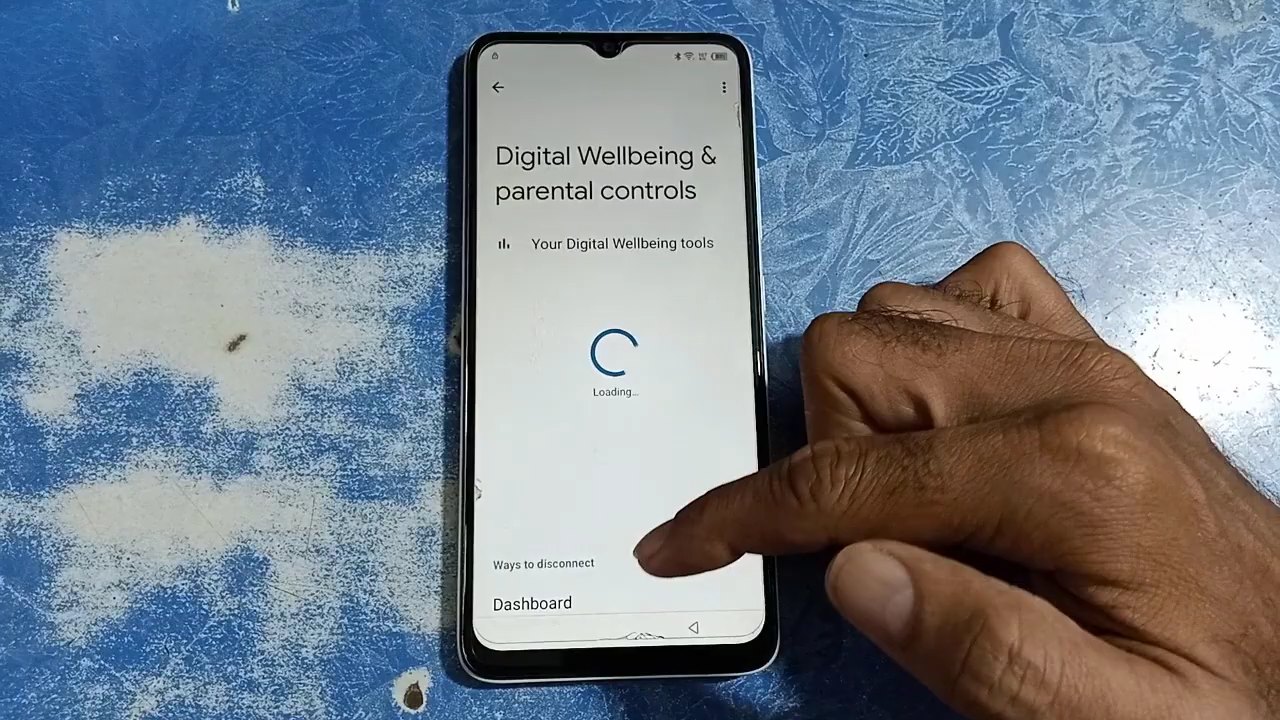 Digital Wellbeing &
parental controls
Your Digital Wellbeing tools
Loading...
Ways to disconnect
Dashboard